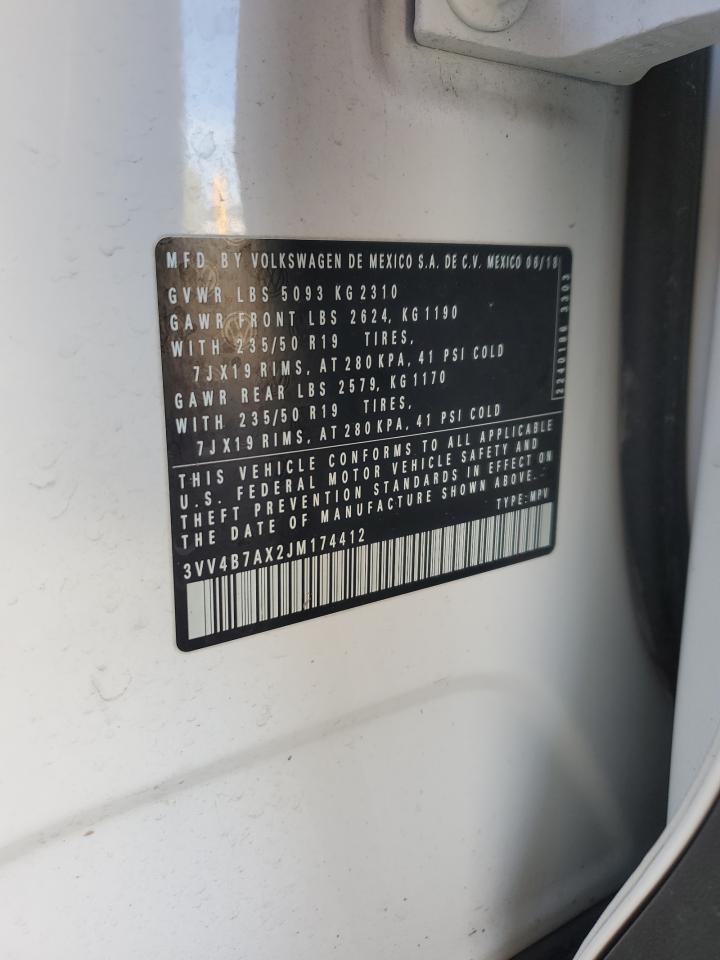 MFD BY VOLKSWAGEN DE MEXICO S.A. DE C.V. MEXICO 06/18
GVWR LBS 5093 KG 2310
GAWR FRONT LBS 2624, KG 1190
WITH 235/50 R19 TIRES,
7JX19 RIMS, AT 280 KPA, 41 PSI COLD
GAWR REAR LBS 2579, KG 1170
WITH 235/50 R19 TIRES,
7JX19 RIMS, AT 280 KPA, 41 PSI COLD
2240186 3303
THIS VEHICLE CONFORMS TO ALL APPLICABLE
U.S. FEDERAL MOTOR VEHICLE SAFETY AND
THEFT PREVENTION STANDARDS IN EFFECT ON
THE DATE OF MANUFACTURE SHOWN ABOVE.
TYPE: MPV
3VV4B7AX2JM174412